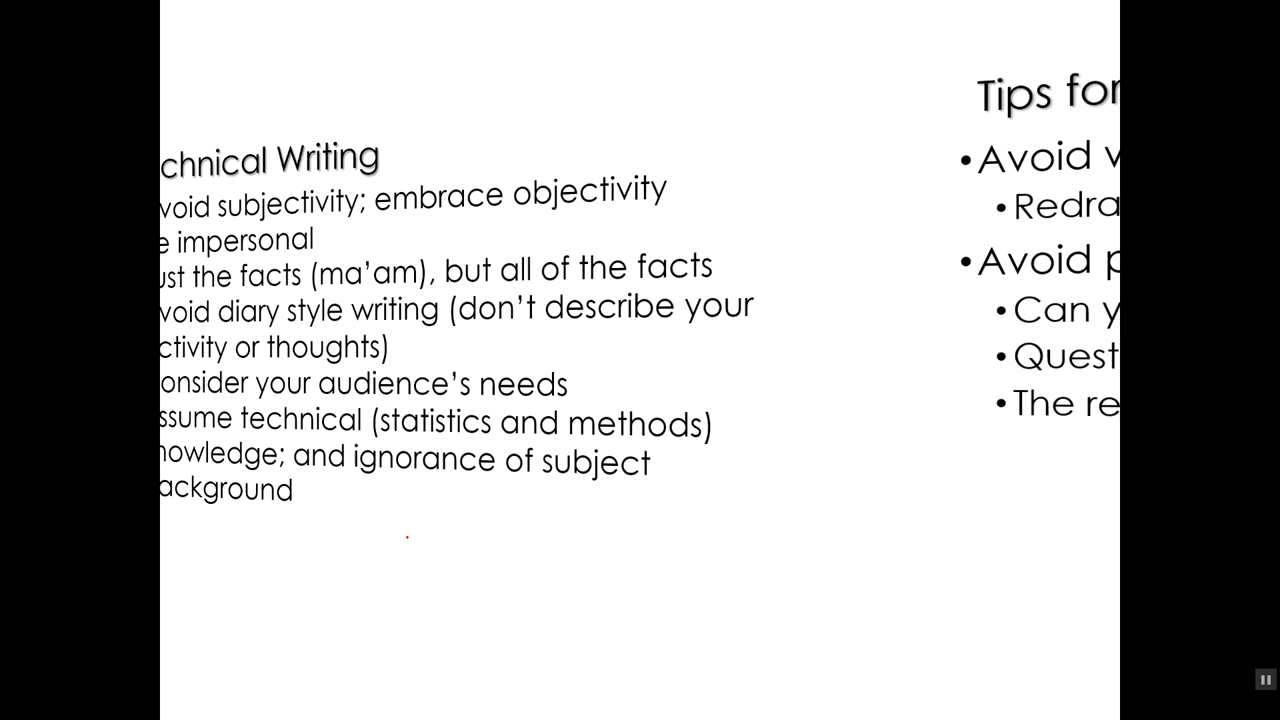 chnical Writing
void subjectivity; embrace objectivity
e impersonal
ust the facts (ma’am), but all of the facts
void diary style writing (don’t describe your
ctivity or thoughts)
onsider your audience’s needs
ssume technical (statistics and methods)
nowledge; and ignorance of subject
ackground
Tips for
• Avoid v
• Redra
• Avoid p
• Can y
• Quest
• The re